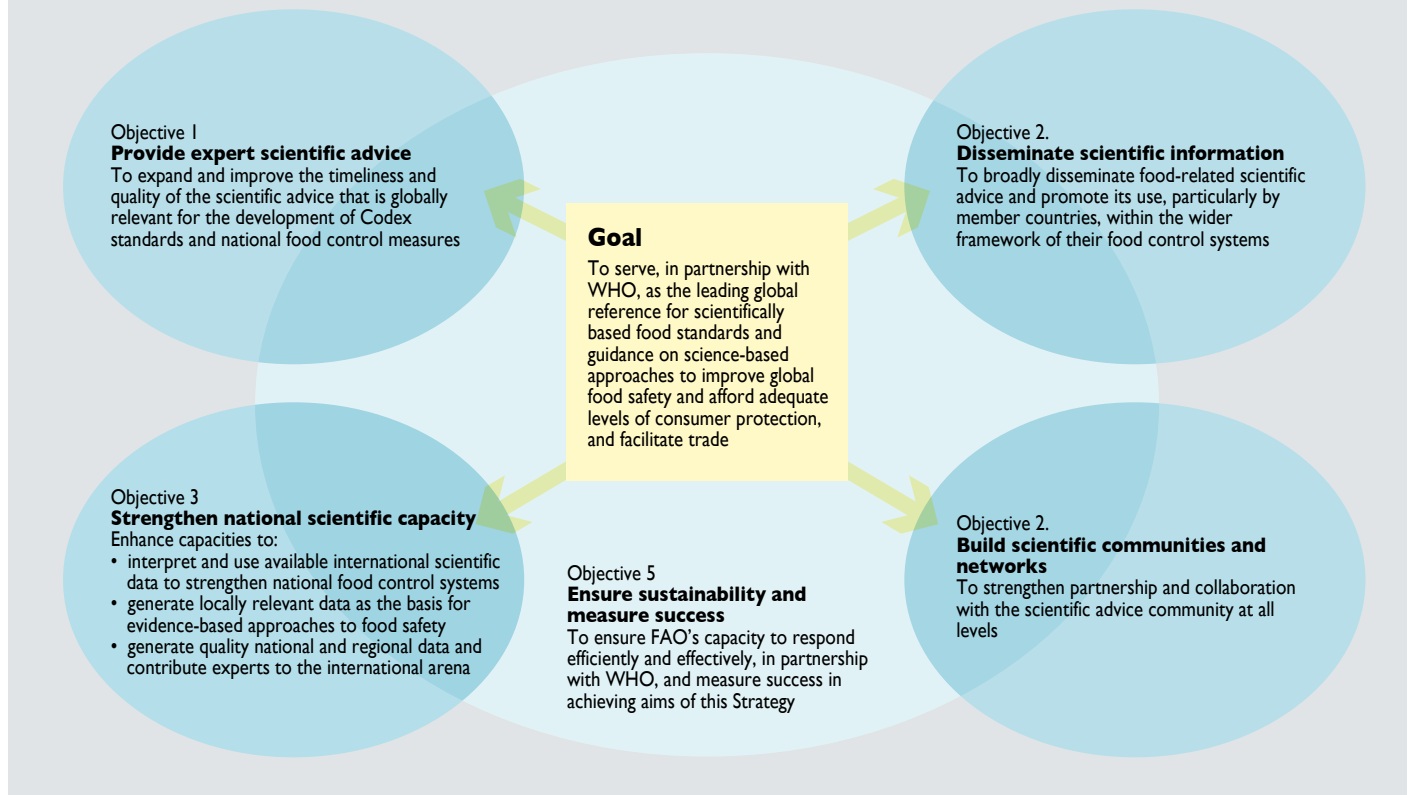 Objective 1
Provide expert scientific advice
To expand and improve the timeliness and
quality of the scientific advice that is globally
relevant for the development of Codex
standards and national food control measures
Objective 2.
Disseminate scientific information
To broadly disseminate food-related scientific
advice and promote its use, particularly by
member countries, within the wider
framework of their food control systems
Goal
To serve, in partnership with
WHO, as the leading global
reference for scientifically
based food standards and
guidance on science-based
approaches to improve global
food safety and afford adequate
levels of consumer protection,
and facilitate trade
Objective 3
Strengthen national scientific capacity
Enhance capacities to:
• interpret and use available international scientific
data to strengthen national food control systems
• generate locally relevant data as the basis for
evidence-based approaches to food safety
• generate quality national and regional data and
contribute experts to the international arena
Objective 5
Ensure sustainability and
measure success
To ensure FAO's capacity to respond
efficiently and effectively, in partnership
with WHO, and measure success in
achieving aims of this Strategy
Objective 2.
Build scientific communities and
networks
To strengthen partnership and collaboration
with the scientific advice community at all
levels